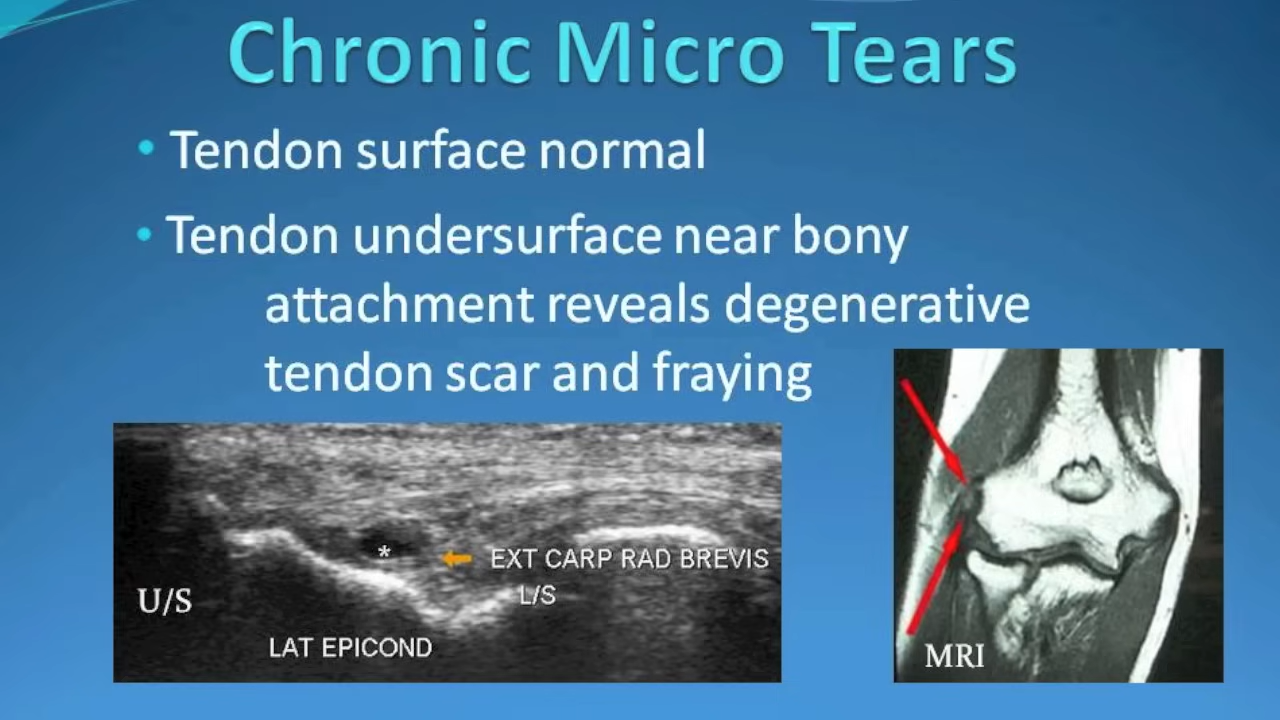 Chronic Micro Tears
• Tendon surface normal
• Tendon undersurface near bony
attachment reveals degenerative
tendon scar and fraying
*
EXT CARP RAD BREVIS
L/S
U/S
LAT EPICOND
MRI